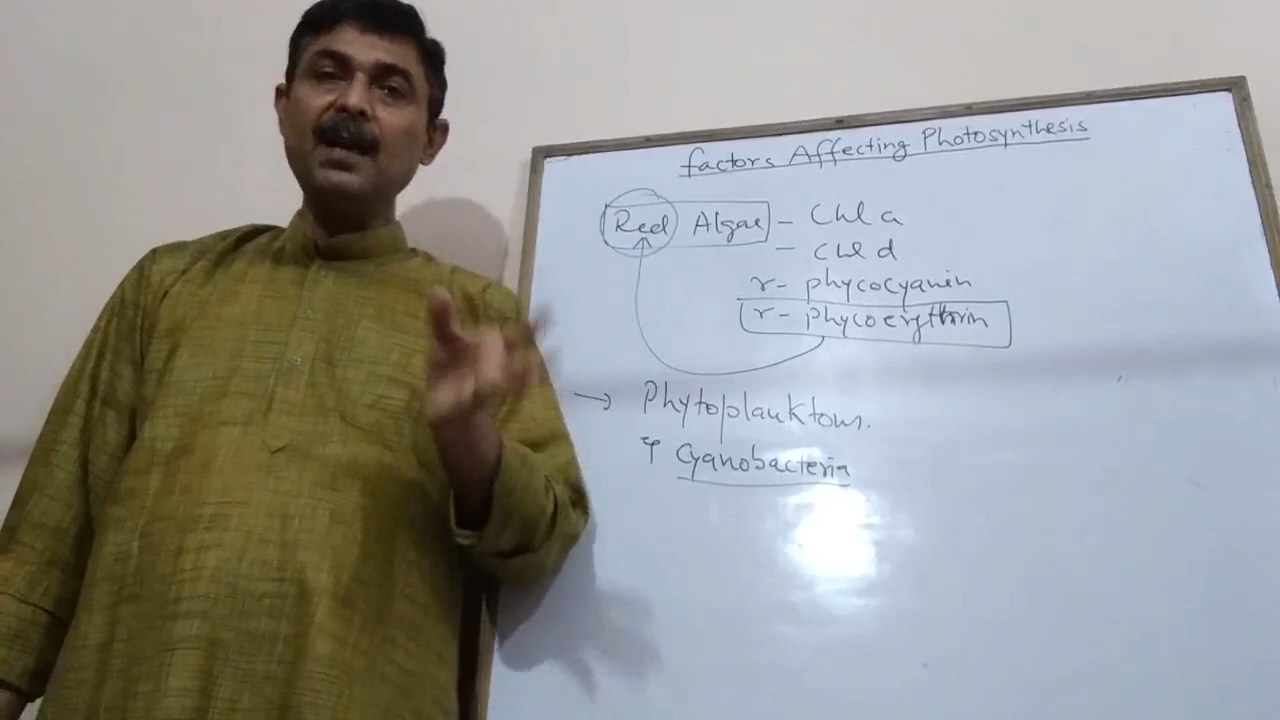 factors Affecting Photosynthesis
Red Algae - Chl a
- Chl d
r- phycocyanin
r- phycoerythrin
→ Phytoplanktons.
Cyanobacteria